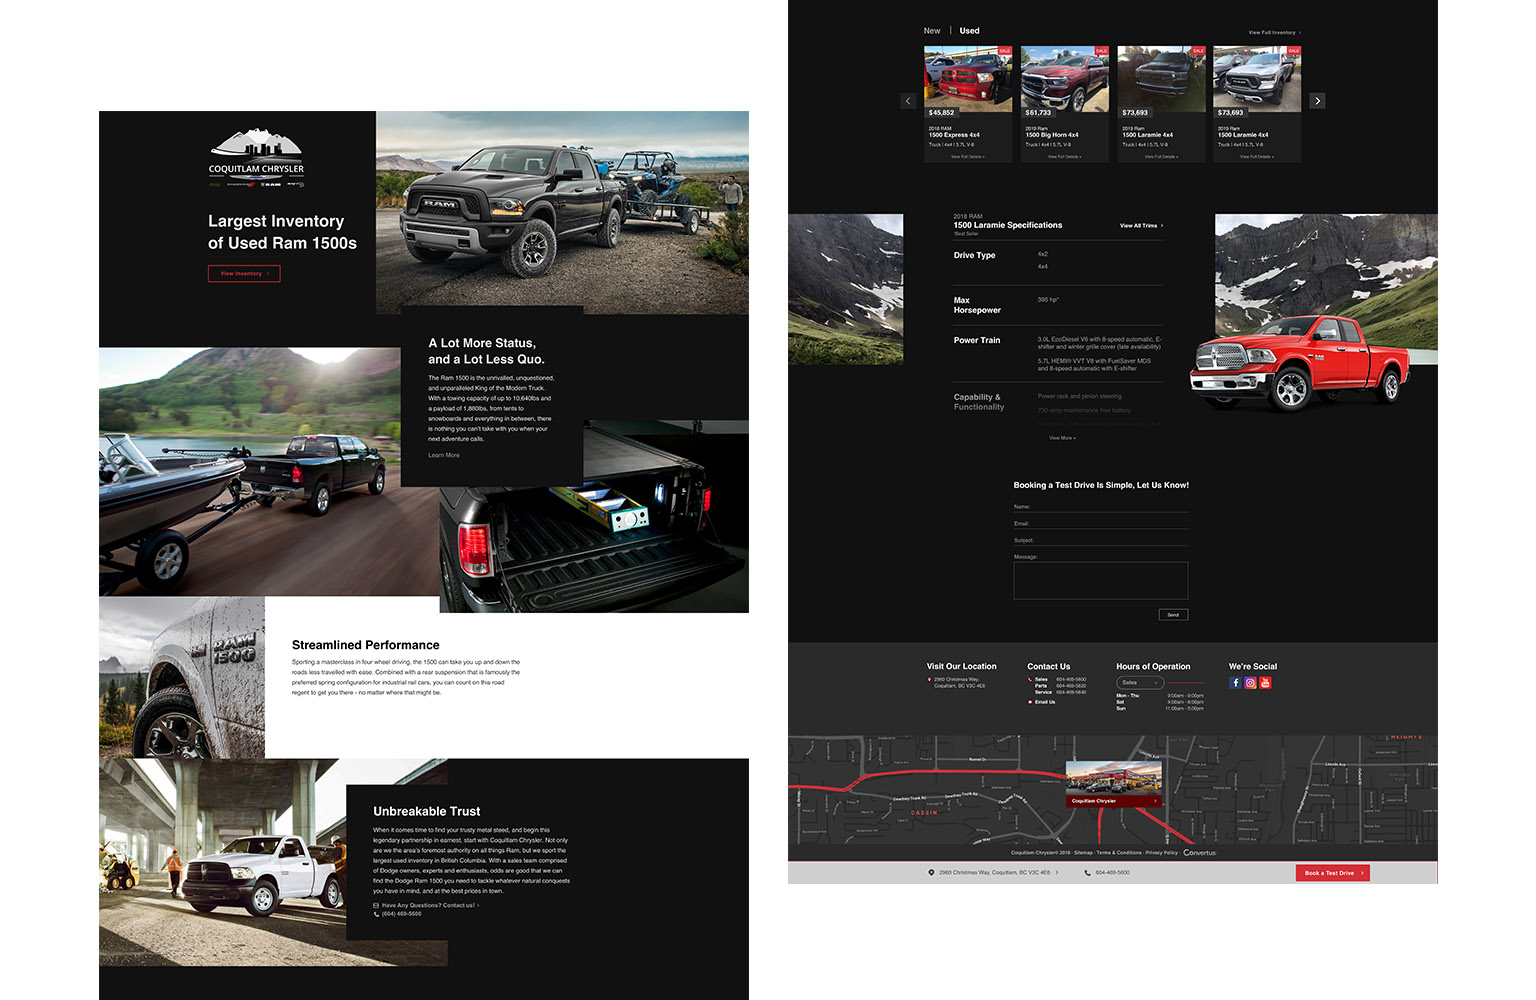 COQUITLAM CHRYSLER
RAM
Largest Inventory
of Used Ram 1500s
View Inventory
RAM
A Lot More Status,
and a Lot Less Quo.
The Ram 1500 is the unrivalled, unquestioned,
and unparalleled King of the Modern Truck.
With a towing capacity of up to 10,640lbs and
a payload of 1,880lbs, from tents to
snowboards and everything in between, there
is nothing you can't take with you when your
next adventure calls.
Learn More
RAM
1500
Streamlined Performance
Sporting a masterclass in four wheel driving, the 1500 can take you up and down the
roads less travelled with ease. Combined with a rear suspension that is famously the
preferred spring configuration for industrial rail cars, you can count on this road
regent to get you there - no matter where that might be.
Unbreakable Trust
When it comes time to find your trusty metal steed, and begin this
legendary partnership in earnest, start with Coquitlam Chrysler. Not only
are we the area's foremost authority on all things Ram, but we sport the
largest used inventory in British Columbia. With a sales team comprised
of Dodge owners, experts and enthusiasts, odds are good that we can
find the Dodge Ram 1500 you need to tackle whatever natural conquests
you have in mind, and at the best prices in town.
Have Any Questions? Contact us! ›
(604) 469-5600
New | Used
View Full Inventory ›
SALE SALE SALE SALE
$45,852 $61,733 $73,693 $73,693
2018 RAM 2019 Ram 2019 Ram 2019 Ram
1500 Express 4x4 1500 Big Horn 4x4 1500 Laramie 4x4 1500 Laramie 4x4
Truck | 4x4 | 5.7L V-8 Truck | 4x4 | 5.7L V-8 Truck | 4x4 | 5.7L V-8 Truck | 4x4 | 5.7L V-8
View Full Details + View Full Details + View Full Details + View Full Details +
2018 RAM
1500 Laramie Specifications View All Trims ›
*Best Seller
Drive Type 4x2
4x4
Max 395 hp*
Horsepower
Power Train 3.0L EcoDiesel V6 with 8-speed automatic, E-
shifter and winter grille cover (late availability)
5.7L HEMI® VVT V8 with FuelSaver MDS
and 8-speed automatic with E-shifter
Capability & Power rack and pinion steering
Functionality
730-amp maintenance free battery
View More +
Booking a Test Drive Is Simple, Let Us Know!
Name:
Email:
Subject:
Message:
Send
Visit Our Location
2960 Christmas Way,
Coquitlam, BC V3C 4E6
Contact Us
Sales 604-469-5600
Parts 604-469-5620
Service 604-469-5640
Email Us
Hours of Operation
Sales
Mon - Thu 9:00am - 9:00pm
Sat 9:00am - 6:00pm
Sun 11:00am - 5:00pm
We're Social
You
Tube
HEIGHTS
Runnel Dr
Lincoln Ave
Dewdney Trunk Rd
CASSIN
Coquitlam Chrysler ›
Coquitlam Chrysler© 2018 · Sitemap · Terms & Conditions · Privacy Policy · Convertus
2960 Christmas Way, Coquitlam, BC V3C 4E6 › 604-469-5600 Book a Test Drive ›